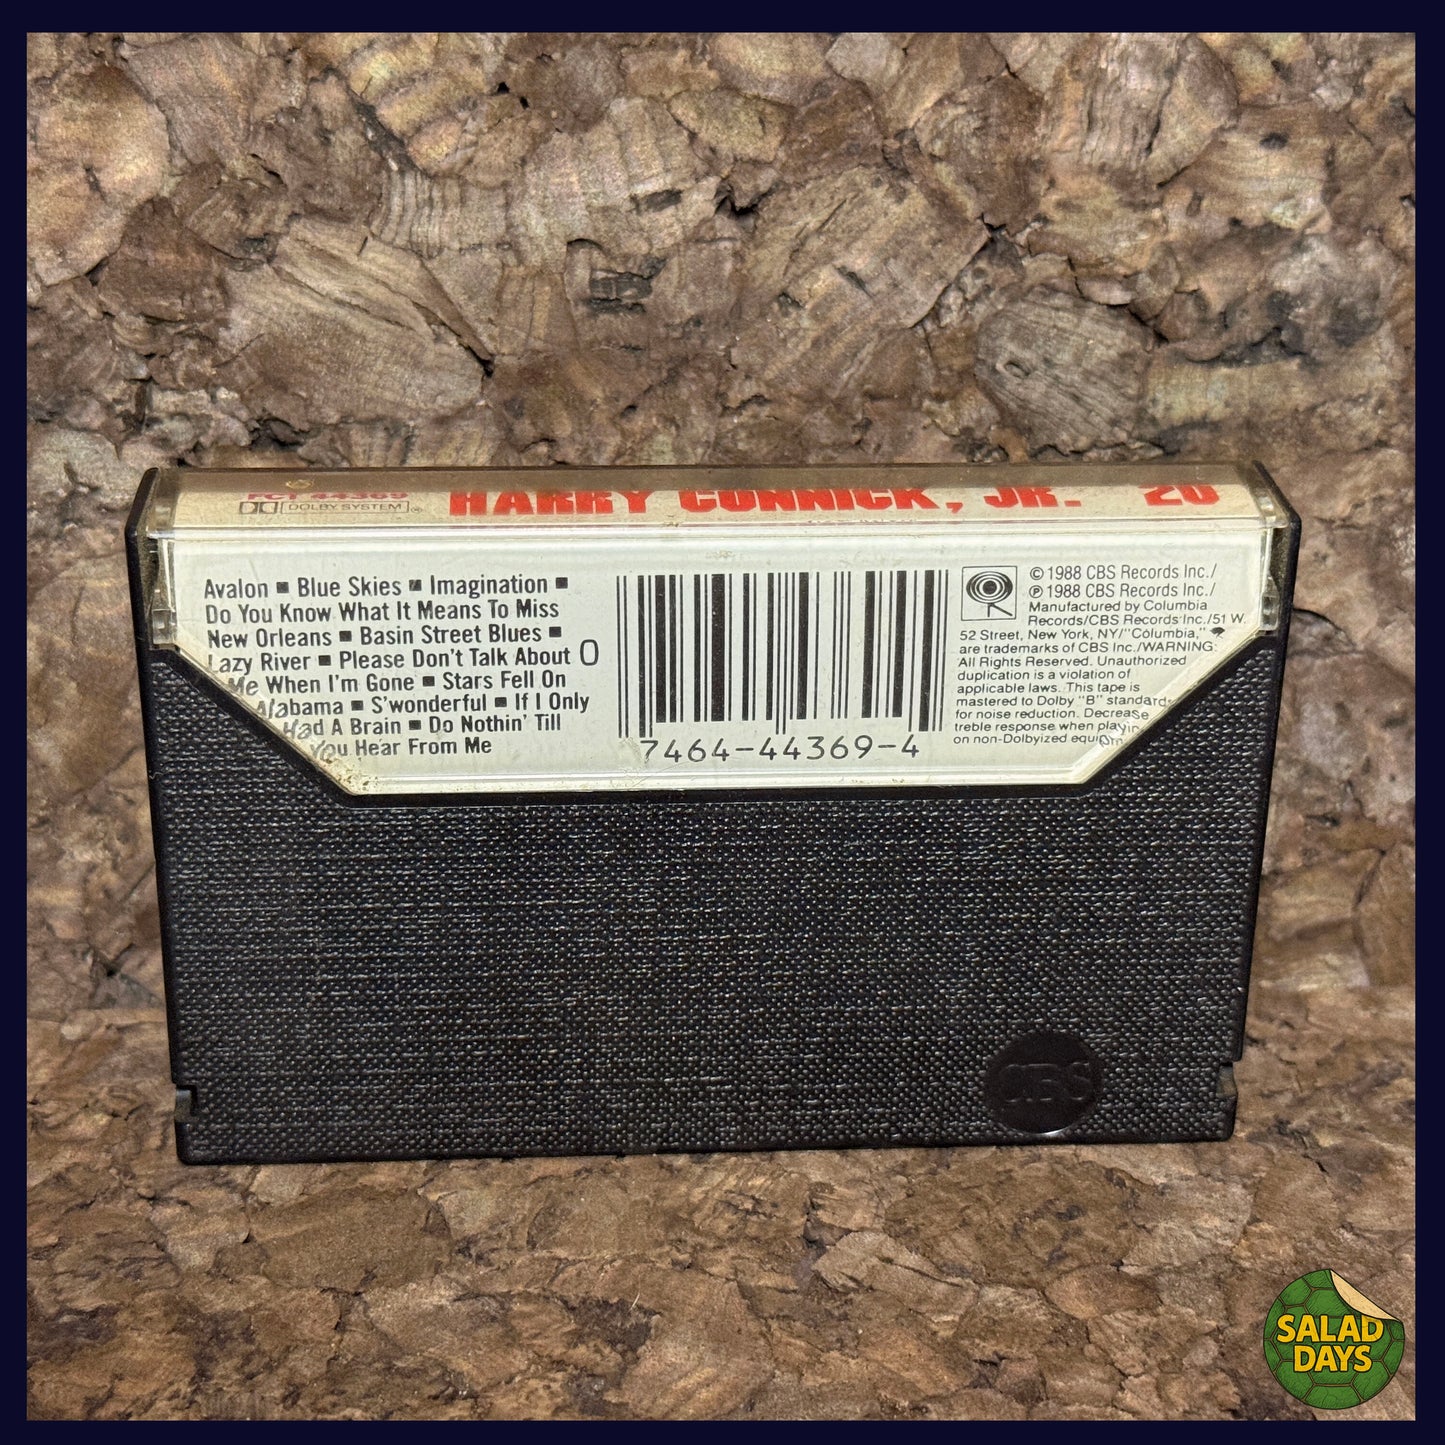 FCT 44369
DOLBY SYSTEM
HARRY CONNICK, JR. 20
Avalon ■ Blue Skies ■ Imagination ■
Do You Know What It Means To Miss
New Orleans ■ Basin Street Blues ■
Lazy River ■ Please Don't Talk About
Me When I'm Gone ■ Stars Fell On
Alabama ■ S'wonderful ■ If I Only
Had A Brain ■ Do Nothin' Till
You Hear From Me
0
7464-44369-4
© 1988 CBS Records Inc./
℗ 1988 CBS Records Inc./
Manufactured by Columbia
Records/CBS Records Inc./51 W.
52 Street, New York, NY/"Columbia,"
are trademarks of CBS Inc./WARNING:
All Rights Reserved. Unauthorized
duplication is a violation of
applicable laws. This tape is
mastered to Dolby "B" standards
for noise reduction. Decrease
treble response when playing
on non-Dolbyized
CBS
SALAD
DAYS